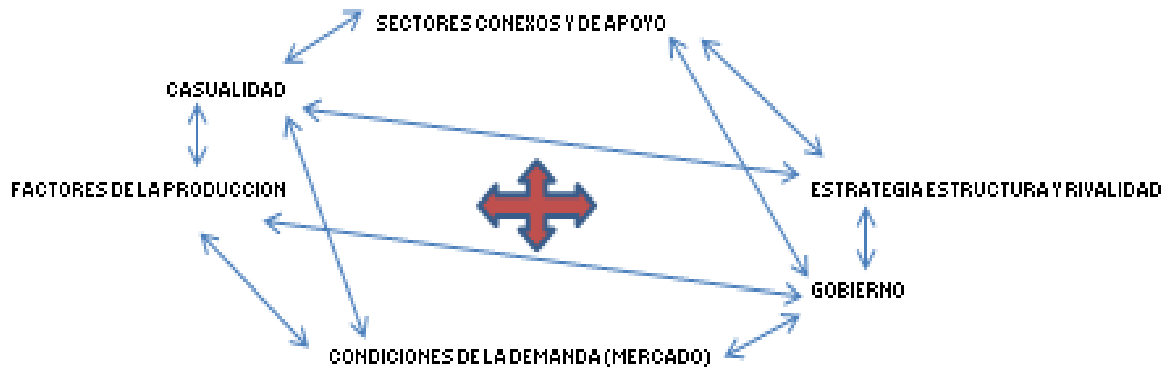 SECTORES CONEXOS Y DE APOYO
CASUALIDAD
FACTORES DE LA PRODUCCION
ESTRATEGIA ESTRUCTURA Y RIVALIDAD
GOBIERNO
CONDICIONES DE LA DEMANDA (MERCADO)